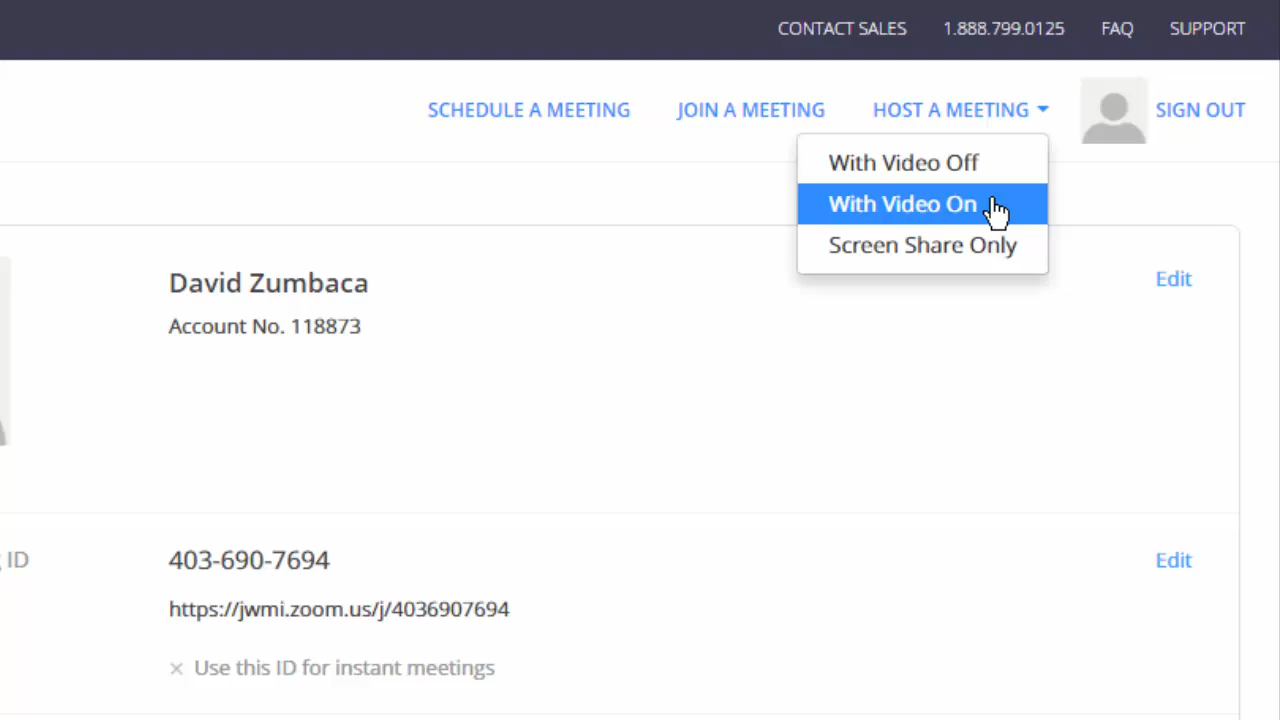 CONTACT SALES 1.888.799.0125 FAQ SUPPORT
SCHEDULE A MEETING JOIN A MEETING HOST A MEETING SIGN OUT
With Video Off
With Video On
Screen Share Only
David Zumbaca
Edit
Account No. 118873
ID 403-690-7694 Edit
https://jwmi.zoom.us/j/4036907694
× Use this ID for instant meetings